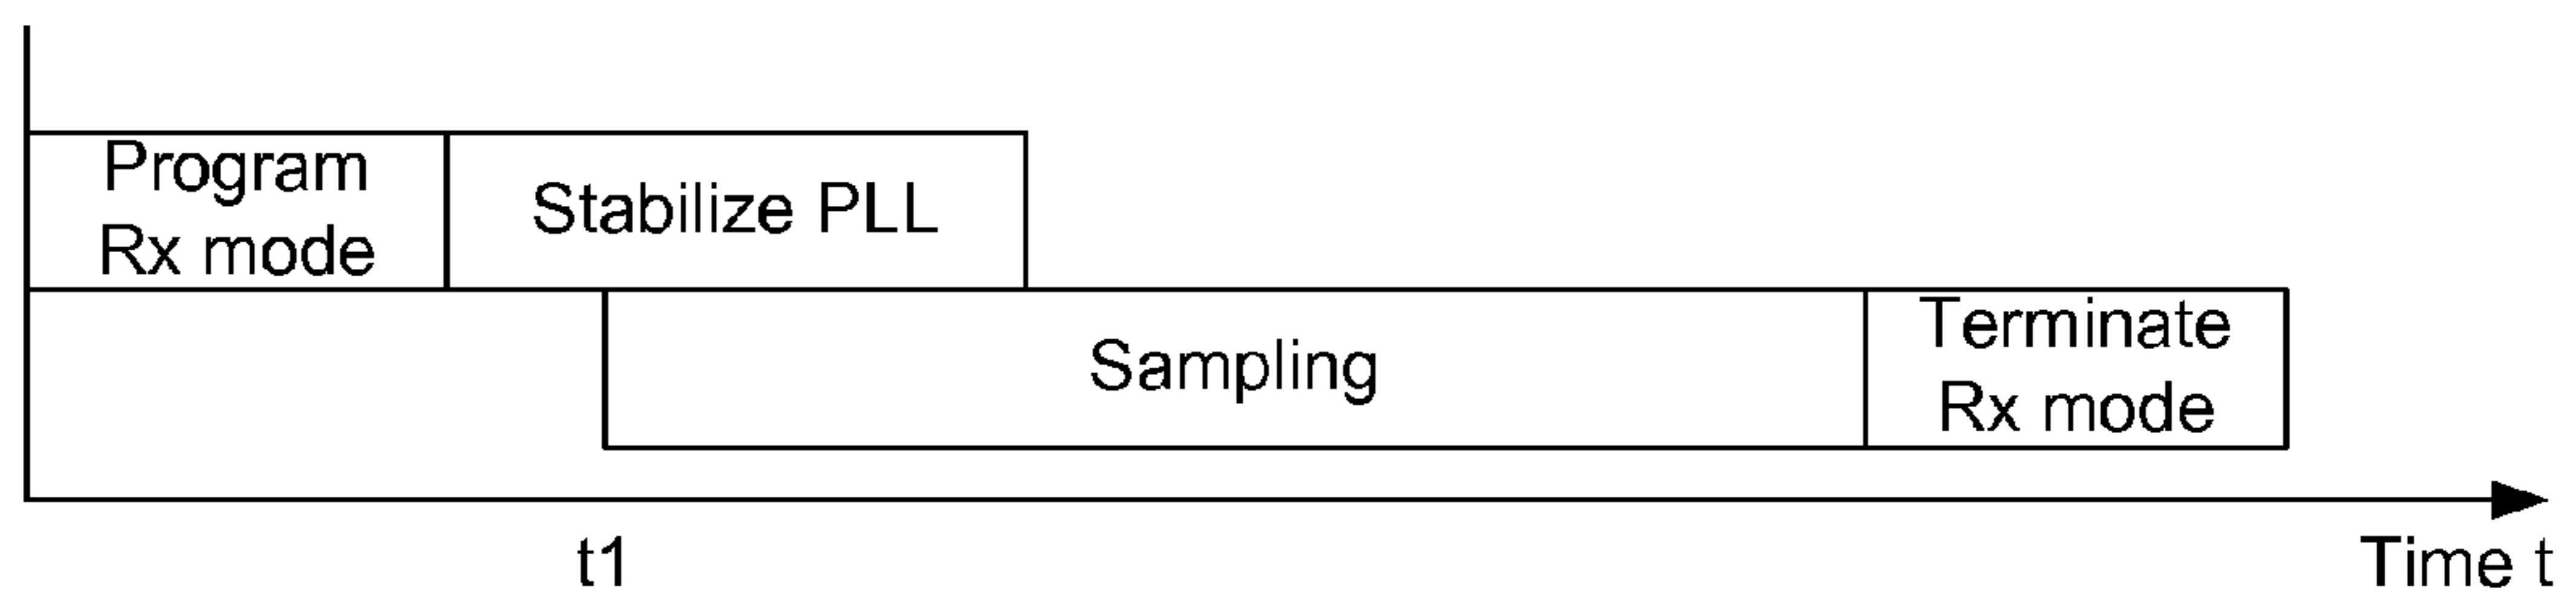 Program
Rx mode
Stabilize PLL
Sampling
Terminate
Rx mode
t1
Time t